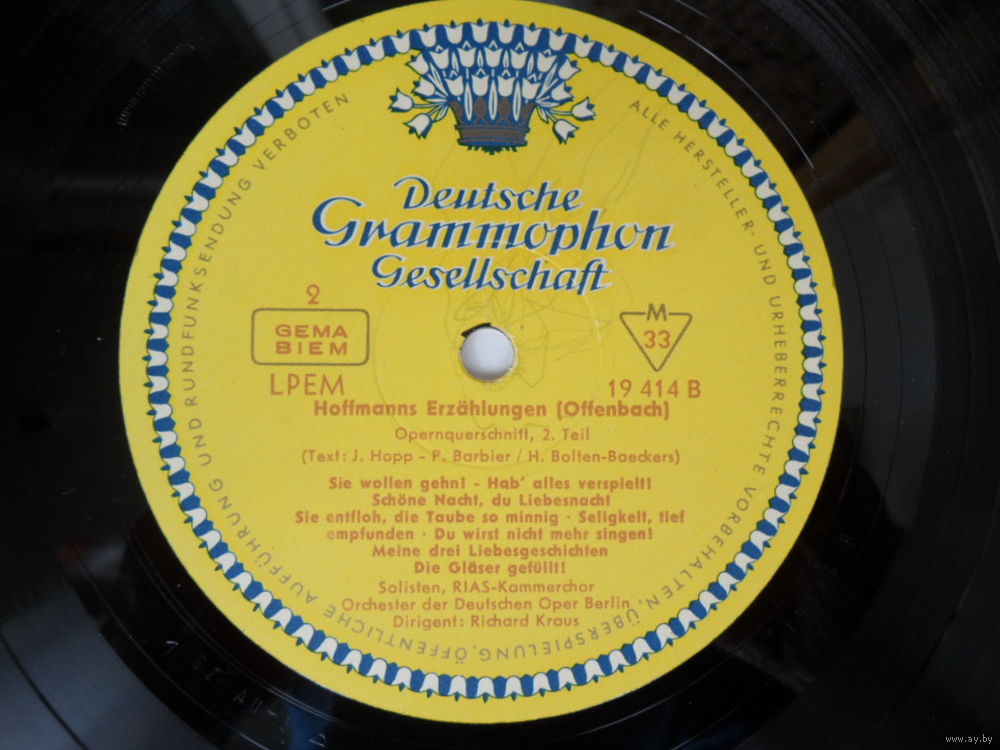 Deutsche
Grammophon
Gesellschaft
2
GEMA
BIEM
LPEM
M
33
19 414 B
Hoffmanns Erzählungen (Offenbach)
Opernquerschnitt, 2. Teil
(Text: J. Hopp – P. Barbier / H. Bolten-Baeckers)
Sie wollen gehn! - Hab' alles verspielt!
Schöne Nacht, du Liebesnacht
Sie entfloh, die Taube so minnig · Seligkeit, tief
empfunden · Du wirst nicht mehr singen!
Meine drei Liebesgeschichten
Die Gläser gefüllt!
Solisten, RIAS-Kammerchor
Orchester der Deutschen Oper Berlin
Dirigent: Richard Kraus
ALLE HERSTELLER- UND URHEBERRECHTE VORBEHALTEN, ÜBERSPIELUNG, ÖFFENTLICHE AUFFÜHRUNG UND RUNDFUNKSENDUNG VERBOTEN
www.ay.by